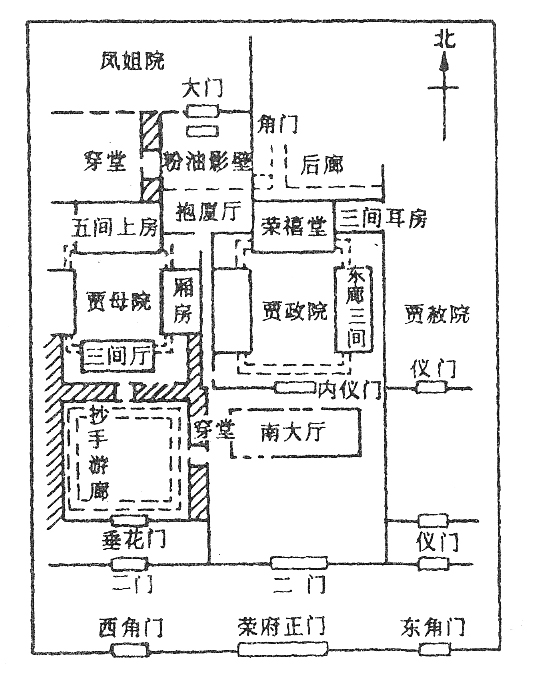 北
凤姐院
大门
角门
穿堂
粉油影壁
后廊
抱厦厅
五间上房
荣禧堂
三间耳房
贾母院
厢房
贾政院
东廊三间
贾赦院
三间厅
仪门
内仪门
抄手游廊
穿堂
南大厅
垂花门
仪门
二门
二门
西角门
荣府正门
东角门